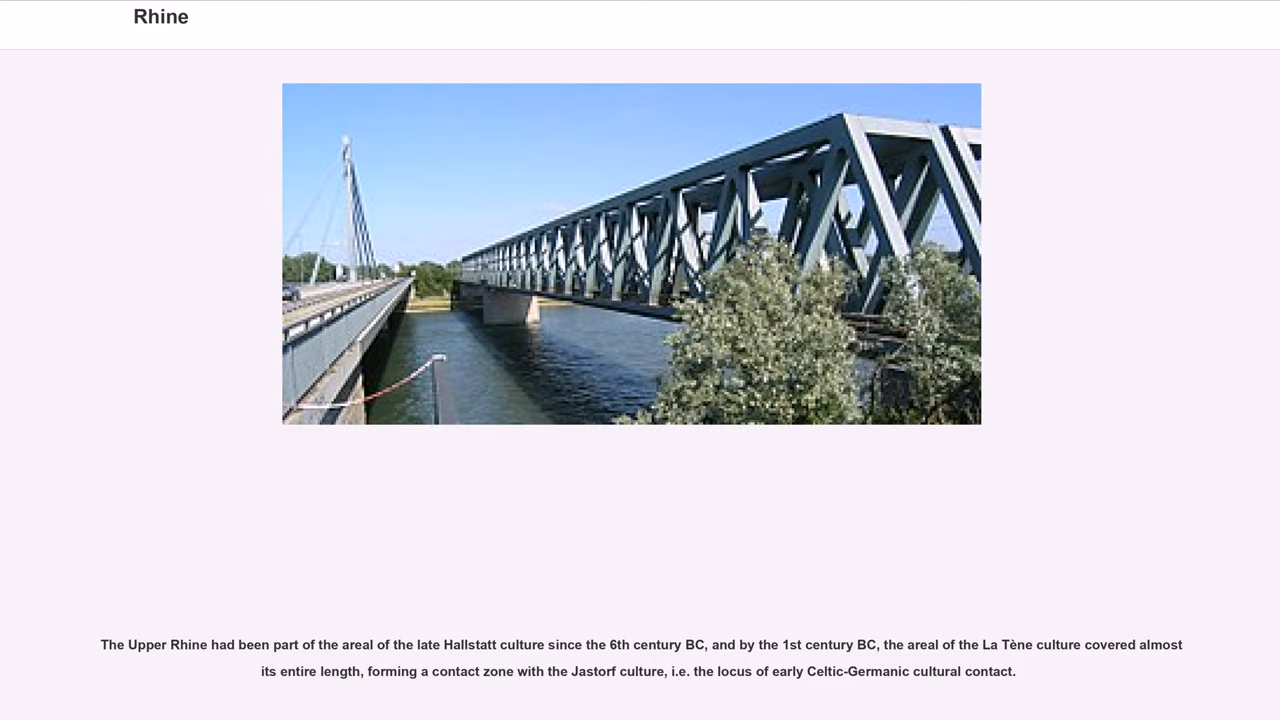 Rhine
The Upper Rhine had been part of the areal of the late Hallstatt culture since the 6th century BC, and by the 1st century BC, the areal of the La Tène culture covered almost
its entire length, forming a contact zone with the Jastorf culture, i.e. the locus of early Celtic-Germanic cultural contact.